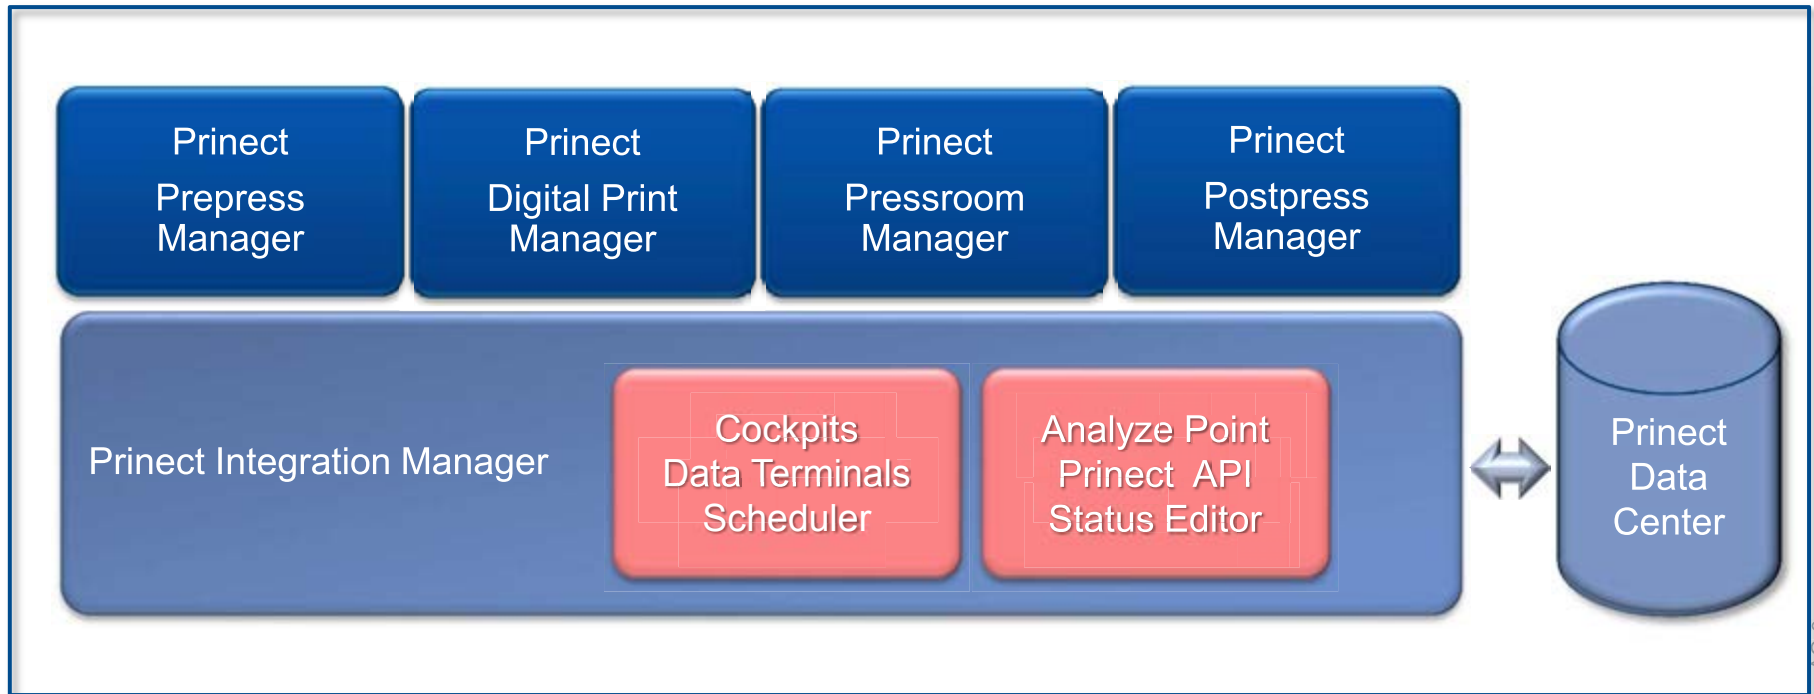 Prinect
Prepress
Manager
Prinect
Digital Print
Manager
Prinect
Pressroom
Manager
Prinect
Postpress
Manager
Prinect Integration Manager
Cockpits
Data Terminals
Scheduler
Analyze Point
Prinect API
Status Editor
Prinect
Data
Center